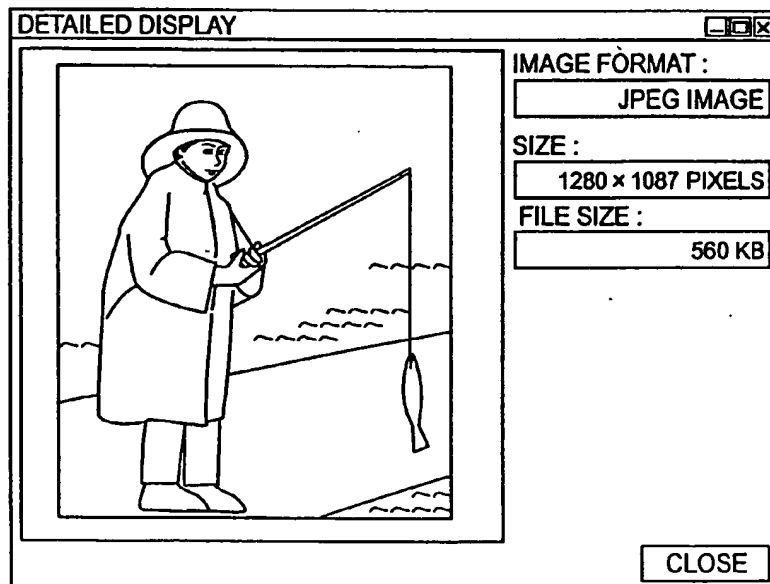 DETAILED DISPLAY
IMAGE FÒRMAT :
JPEG IMAGE
SIZE :
1280 × 1087 PIXELS
FILE SIZE :
560 KB
CLOSE